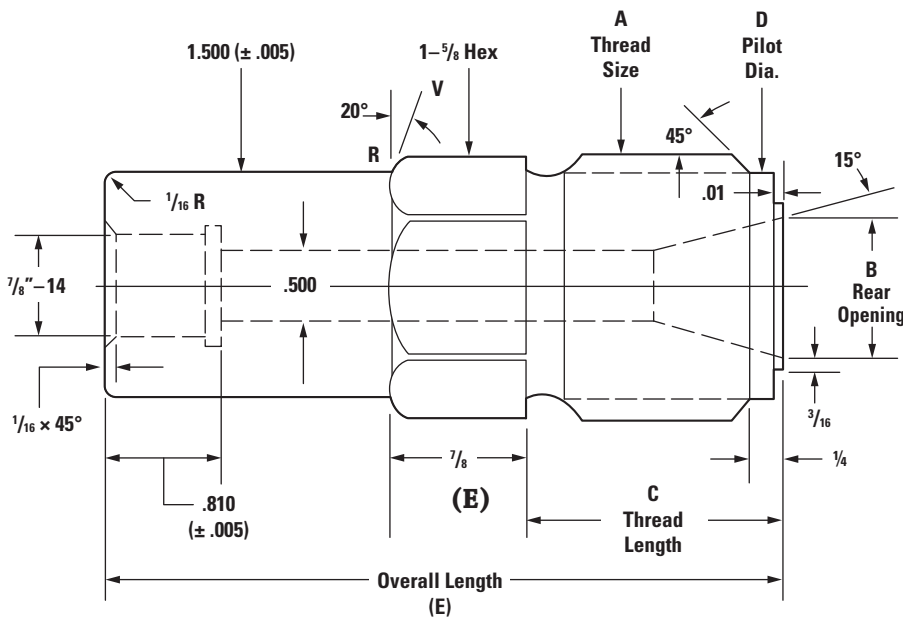 1.500 (± .005)
1–⁵⁄₈ Hex
A
Thread
Size
D
Pilot
Dia.
20°
V
R
45°
.01
15°
¹⁄₁₆ R
⁷⁄₈"–14
.500
B
Rear
Opening
¹⁄₁₆ × 45°
³⁄₁₆
¼
⁷⁄₈
(E)
.810
(± .005)
C
Thread
Length
Overall Length
(E)